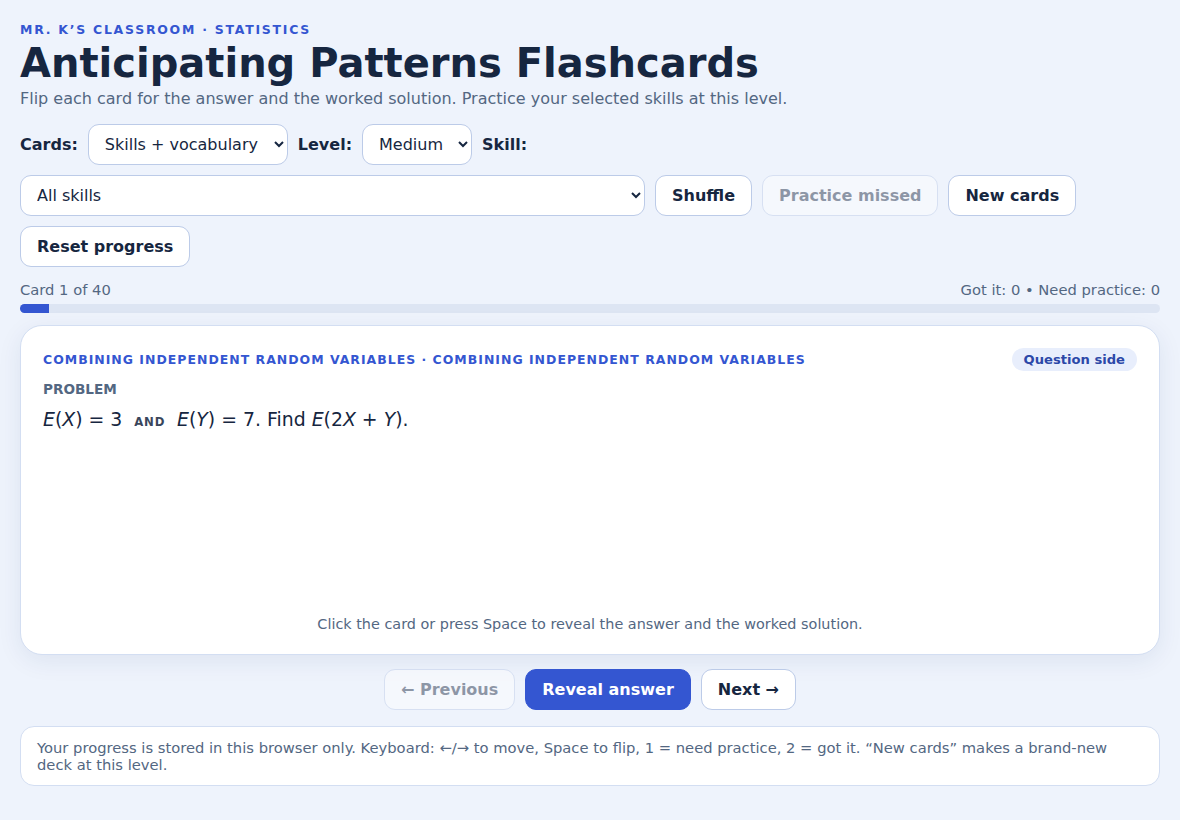 MR. K’S CLASSROOM · STATISTICS
Anticipating Patterns Flashcards
Flip each card for the answer and the worked solution. Practice your selected skills at this level.
Cards: Skills + vocabulary Level: Medium Skill:
All skills Shuffle Practice missed New cards
Reset progress
Card 1 of 40 Got it: 0 • Need practice: 0
COMBINING INDEPENDENT RANDOM VARIABLES · COMBINING INDEPENDENT RANDOM VARIABLES Question side
PROBLEM
E(X) = 3 AND E(Y) = 7. Find E(2X + Y).
Click the card or press Space to reveal the answer and the worked solution.
← Previous Reveal answer Next →
Your progress is stored in this browser only. Keyboard: ←/→ to move, Space to flip, 1 = need practice, 2 = got it. “New cards” makes a brand-new
deck at this level.